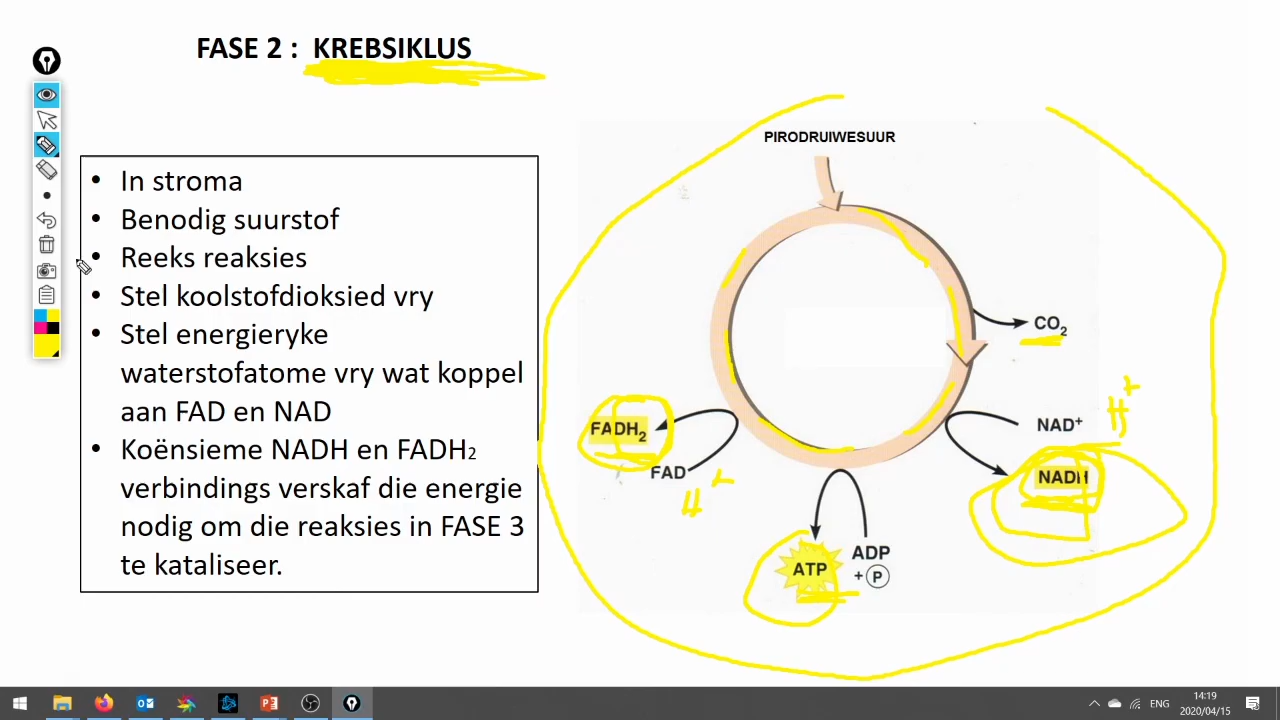 FASE 2 : KREBSIKLUS
• In stroma
• Benodig suurstof
• Reeks reaksies
• Stel koolstofdioksied vry
• Stel energieryke
waterstofatome vry wat koppel
aan FAD en NAD
• Koënsieme NADH en FADH₂
verbindings verskaf die energie
nodig om die reaksies in FASE 3
te kataliseer.
PIRODRUIWESUUR
CO₂
H⁺
NAD⁺
NADH
FADH₂
FAD
H⁺
ATP
ADP
+ P
ENG
14:19
2020/04/15